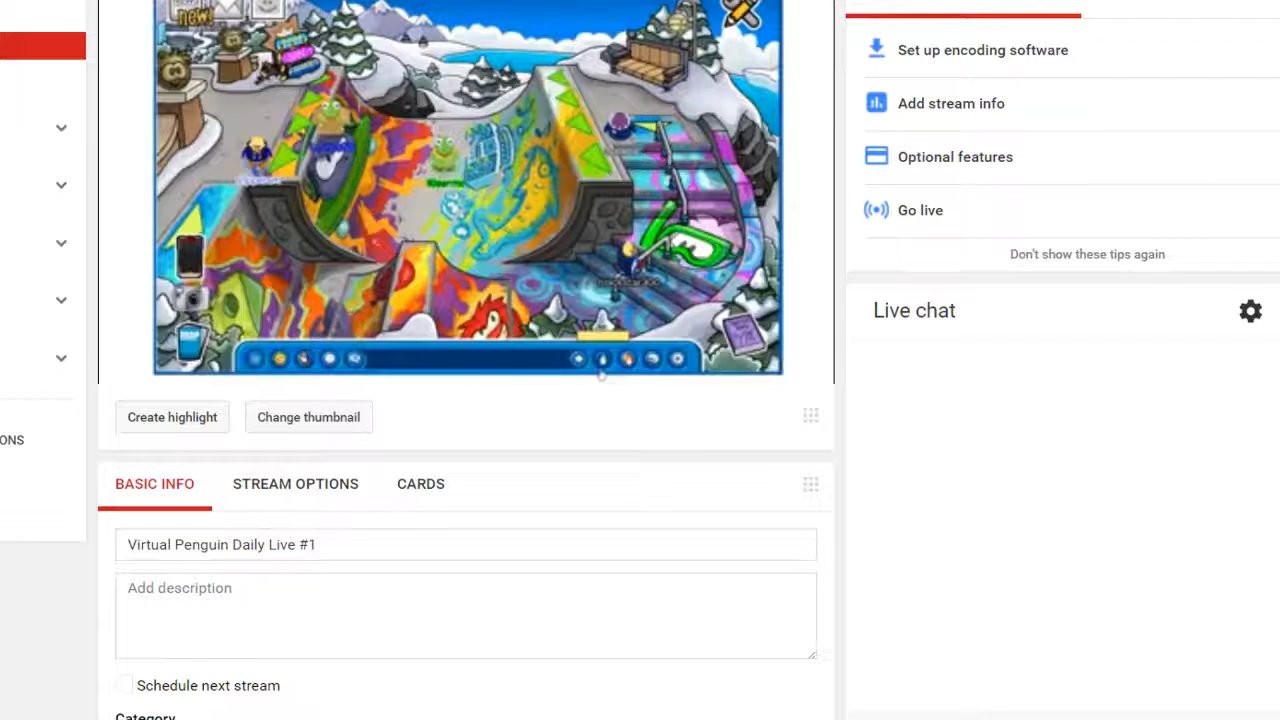 new!
Set up encoding software
Add stream info
Optional features
Go live
Don't show these tips again
Live chat
ONS
Create highlight
Change thumbnail
BASIC INFO
STREAM OPTIONS
CARDS
Virtual Penguin Daily Live #1
Add description
Schedule next stream
Category